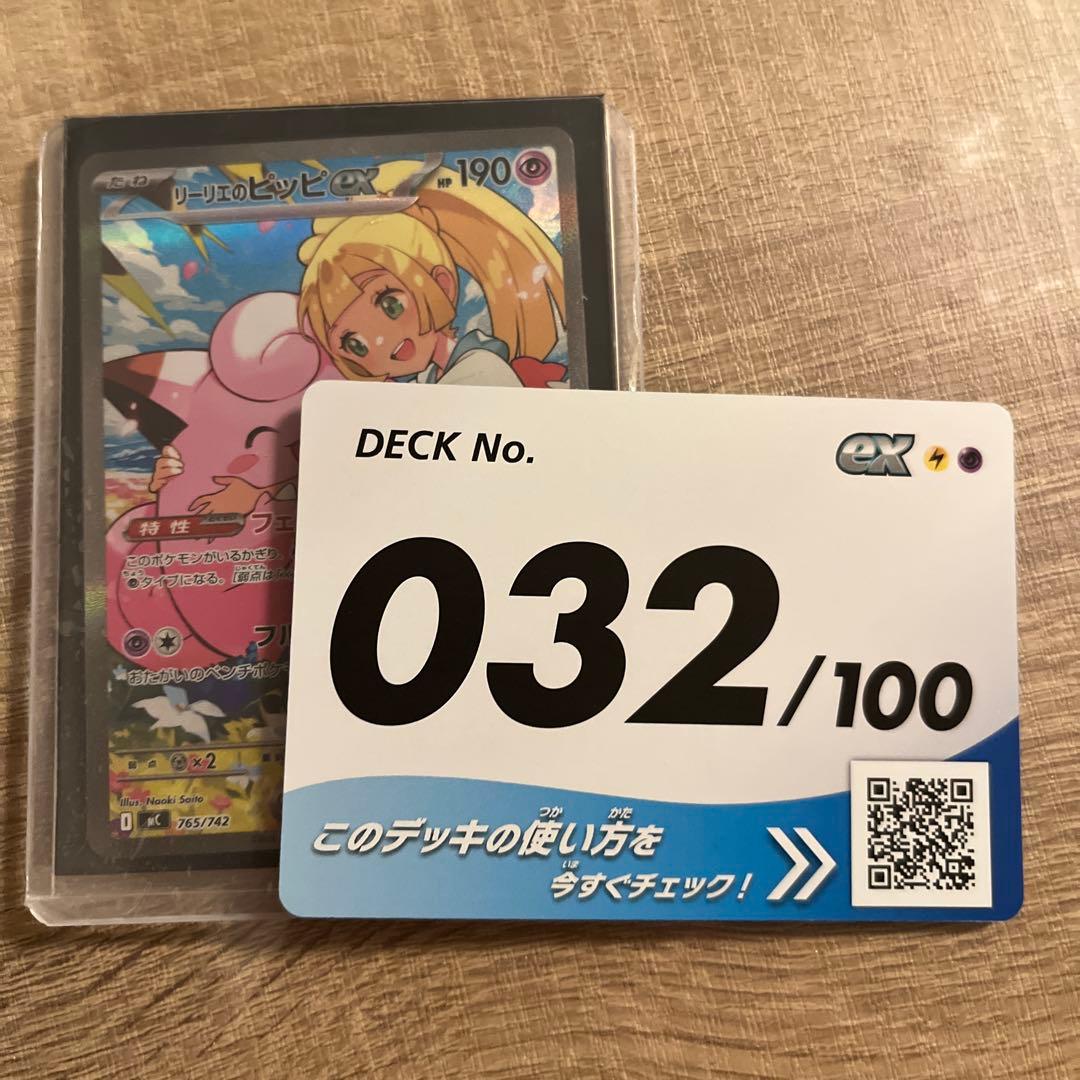 たね
リーリエのピッピex
HP 190
特性
フェ
このポケモンがいるかぎり、
タイプになる。[弱点は
フル
おたがいのベンチポケ
弱点 ×2
Illus. Naoki Saito
I MC 765/742
DECK No.
ex
032/100
このデッキの使い方を
今すぐチェック!